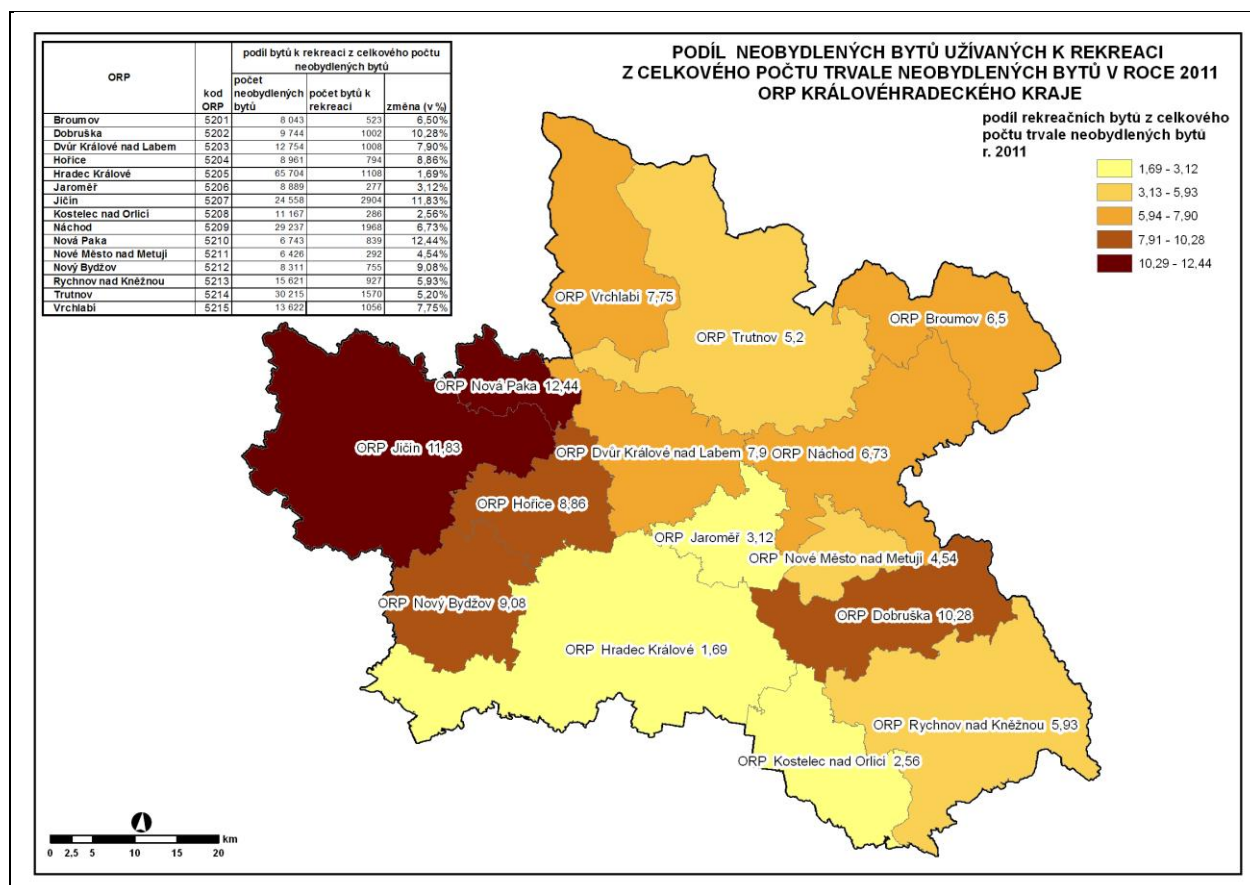 ORP
kod
ORP
podíl bytů k rekreaci z celkového počtu
neobydlených bytů
počet
neobydlených
bytů
počet bytů k
rekreaci
změna (v %)
Broumov 5201 8 043 523 6,50%
Dobruška 5202 9 744 1002 10,28%
Dvůr Králové nad Labem 5203 12 754 1008 7,90%
Hořice 5204 8 961 794 8,86%
Hradec Králové 5205 65 704 1108 1,69%
Jaroměř 5206 8 889 277 3,12%
Jičín 5207 24 558 2904 11,83%
Kostelec nad Orlicí 5208 11 167 286 2,56%
Náchod 5209 29 237 1968 6,73%
Nová Paka 5210 6 743 839 12,44%
Nové Město nad Metují 5211 6 426 292 4,54%
Nový Bydžov 5212 8 311 755 9,08%
Rychnov nad Kněžnou 5213 15 621 927 5,93%
Trutnov 5214 30 215 1570 5,20%
Vrchlabí 5215 13 622 1056 7,75%
PODÍL NEOBYDLENÝCH BYTŮ UŽÍVANÝCH K REKREACI
Z CELKOVÉHO POČTU TRVALE NEOBYDLENÝCH BYTŮ V ROCE 2011
ORP KRÁLOVÉHRADECKÉHO KRAJE
podíl rekreačních bytů z celkového
počtu trvale neobydlených bytů
r. 2011
1,69 - 3,12
3,13 - 5,93
5,94 - 7,90
7,91 - 10,28
10,29 - 12,44
ORP Vrchlabí 7,75
ORP Broumov 6,5
ORP Trutnov 5,2
ORP Nová Paka 12,44
ORP Jičín 11,83
ORP Dvůr Králové nad Labem 7,9
ORP Náchod 6,73
ORP Hořice 8,86
ORP Jaroměř 3,12
ORP Nové Město nad Metují 4,54
ORP Nový Bydžov 9,08
ORP Dobruška 10,28
ORP Hradec Králové 1,69
ORP Rychnov nad Kněžnou 5,93
ORP Kostelec nad Orlicí 2,56
km
0 2,5 5 10 15 20